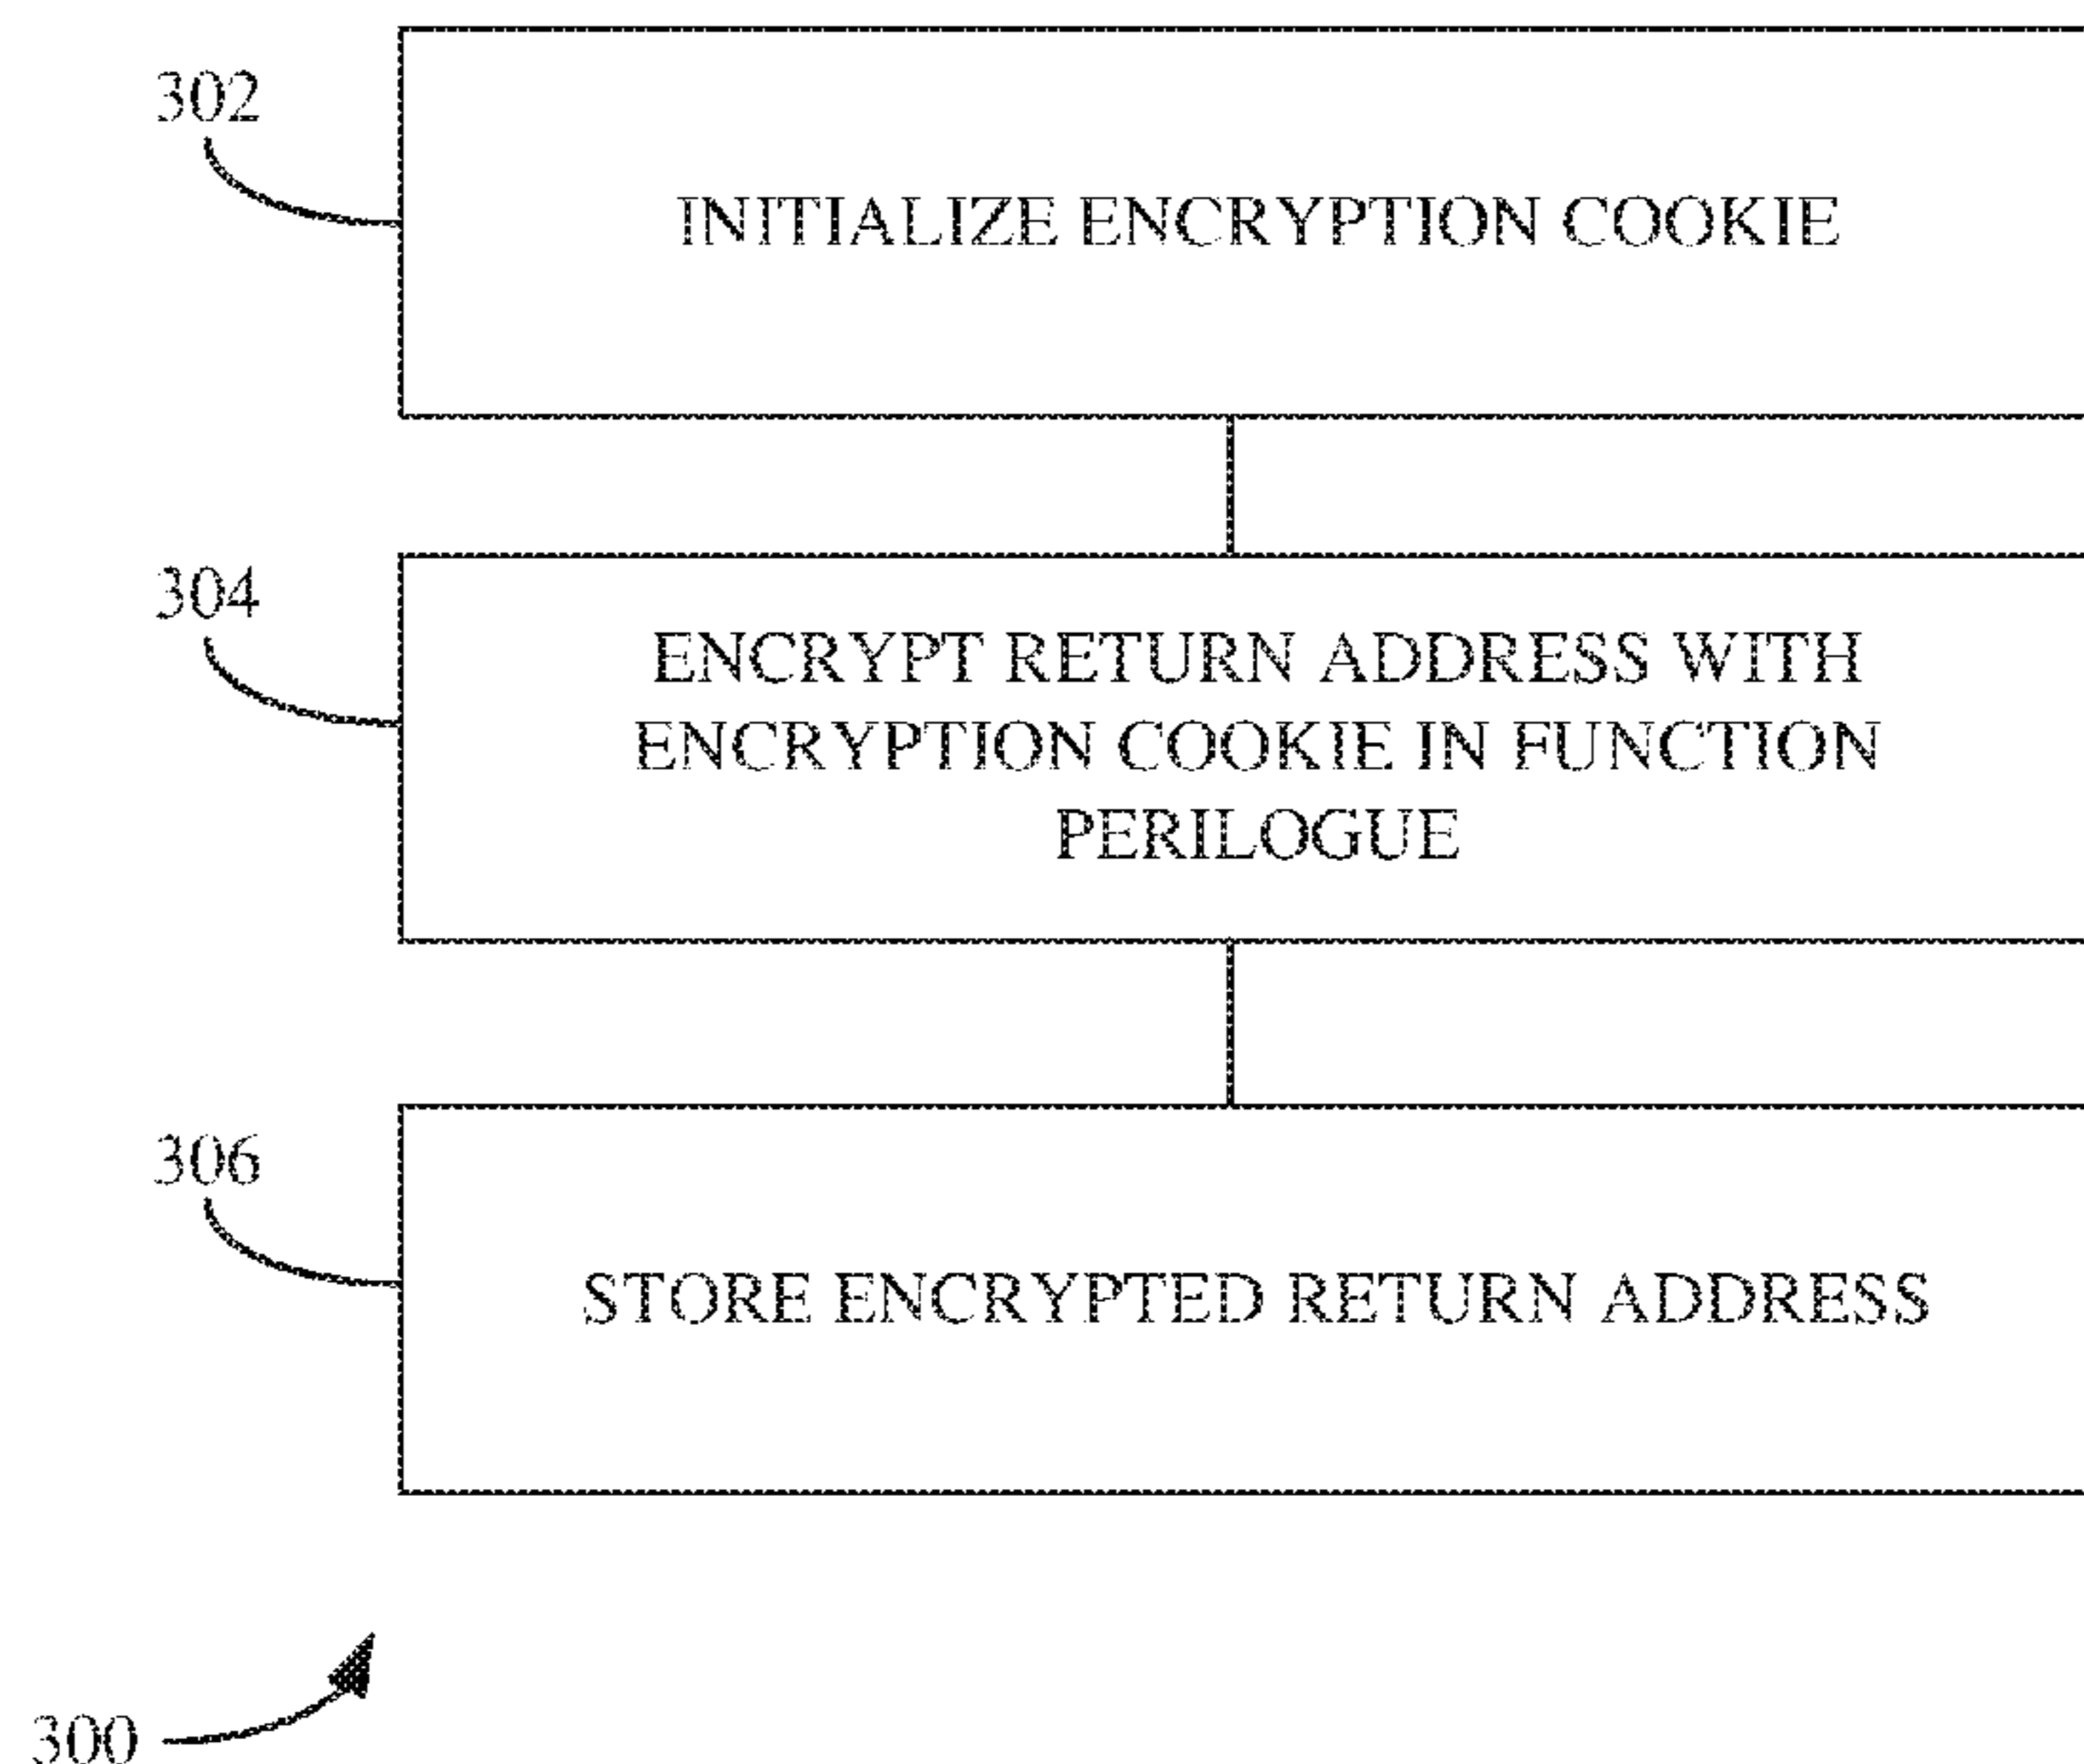 302
INITIALIZE ENCRYPTION COOKIE
304
ENCRYPT RETURN ADDRESS WITH
ENCRYPTION COOKIE IN FUNCTION
PERILOGUE
306
STORE ENCRYPTED RETURN ADDRESS
300